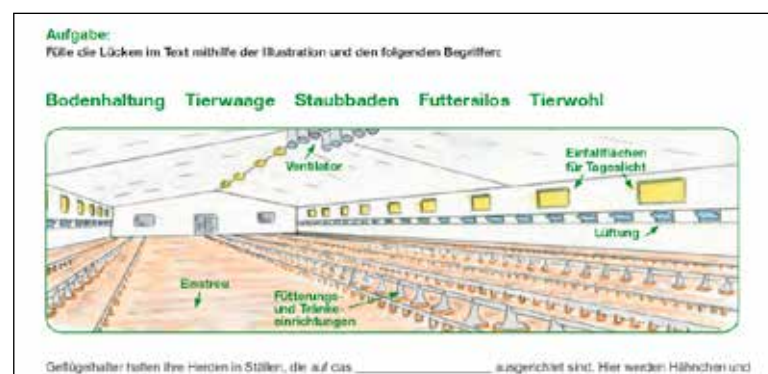 Aufgabe:
Fülle die Lücken im Text mithilfe der Illustration und den folgenden Begriffen:
Bodenhaltung Tierwaage Staubbaden Futtersilos Tierwohl
Ventilator
Einfallflächen
für Tageslicht
Lüftung
Einstreu
Fütterungs-
und Tränke-
einrichtungen
Geflügelhalter halten ihre Herden in Ställen, die auf das ____________________ ausgerichtet sind. Hier werden Hähnchen und